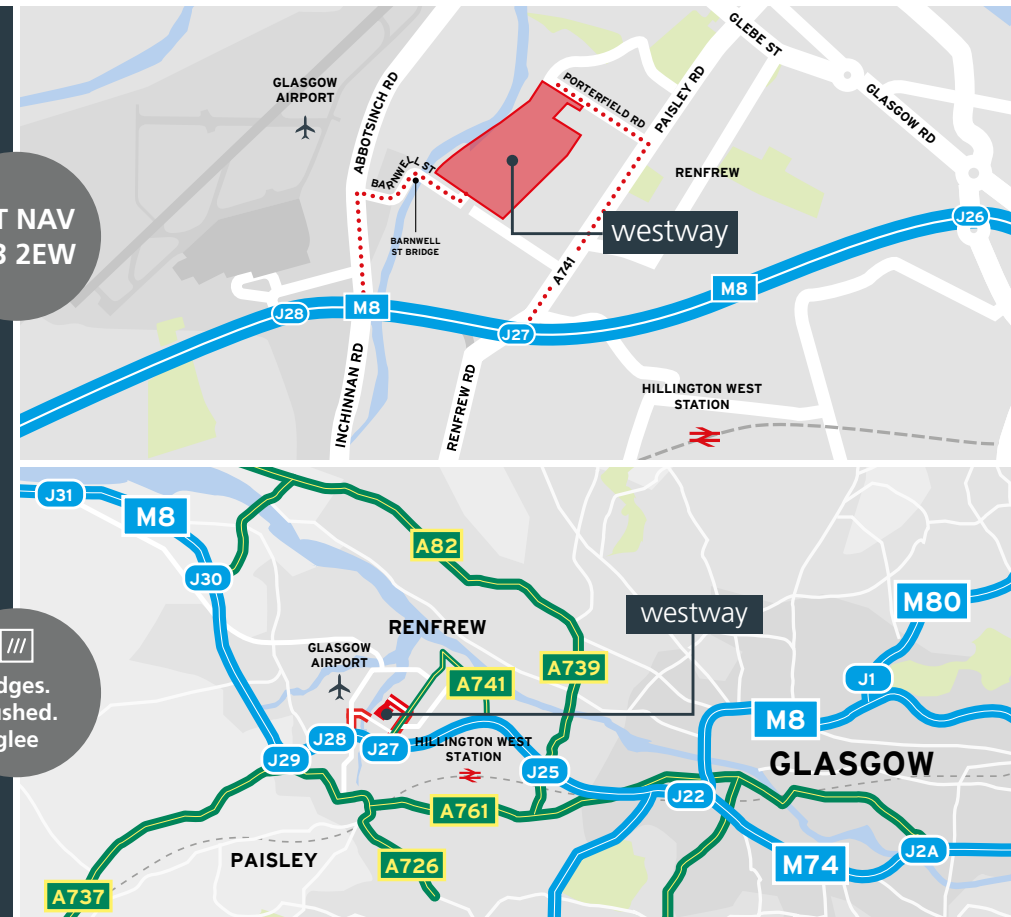 T NAV
3 2EW
GLASGOW
AIRPORT
ABBOTSINCH RD
BARNWELL ST
BARNWELL
ST BRIDGE
PORTERFIELD RD
PAISLEY RD
GLEBE ST
GLASGOW RD
RENFREW
westway
A741
J26
M8
J28
M8
J27
INCHINNAN RD
RENFREW RD
HILLINGTON WEST
STATION
dges.
shed.
glee
J31
M8
J30
A82
RENFREW
GLASGOW
AIRPORT
westway
M80
A741
A739
J1
M8
J28
J27
HILLINGTON WEST
STATION
J29
J25
GLASGOW
J22
A761
PAISLEY
A726
M74
J2A
A737